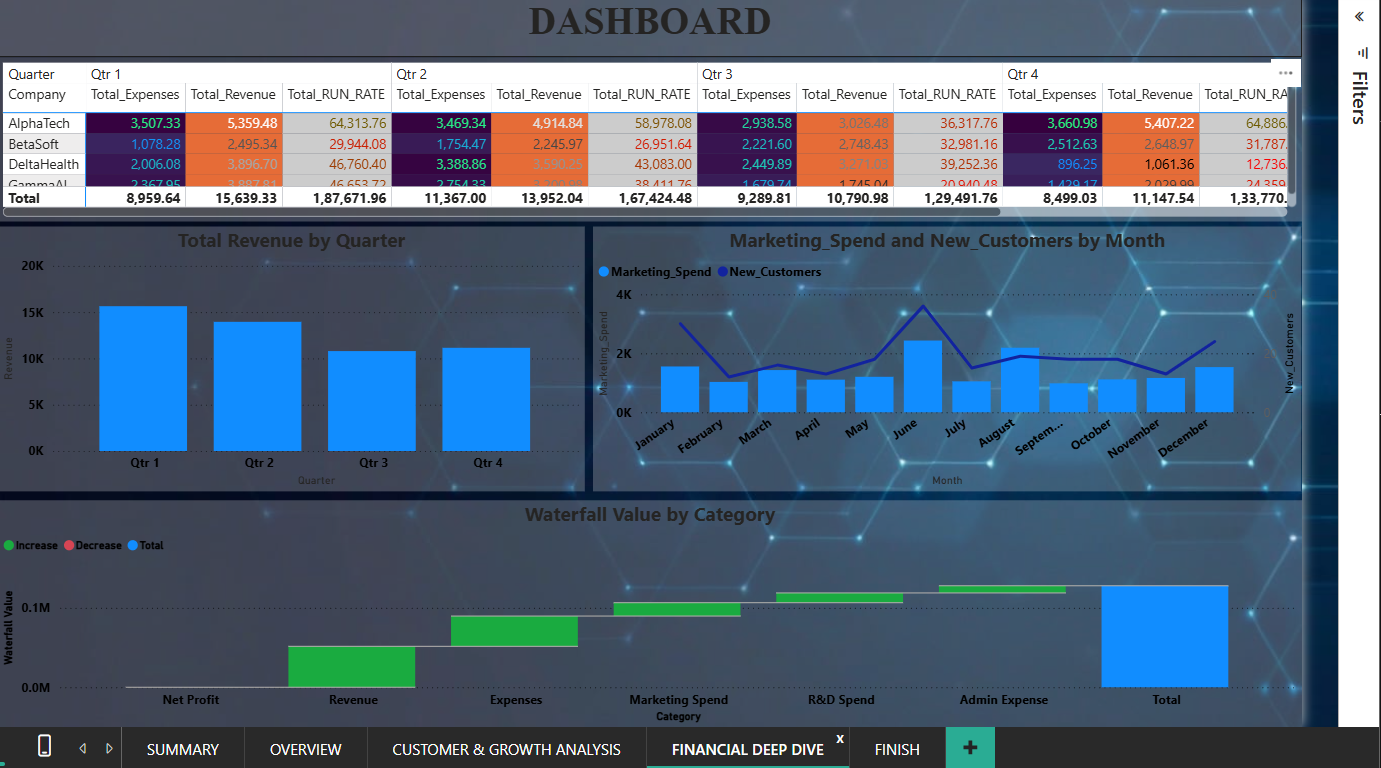 DASHBOARD
Quarter Qtr 1 Qtr 2 Qtr 3 Qtr 4
Company Total_Expenses Total_Revenue Total_RUN_RATE Total_Expenses Total_Revenue Total_RUN_RATE Total_Expenses Total_Revenue Total_RUN_RATE Total_Expenses Total_Revenue Total_RUN_RA
AlphaTech 3,507.33 5,359.48 64,313.76 3,469.34 4,914.84 58,978.08 2,938.58 3,026.48 36,317.76 3,660.98 5,407.22 64,886.
BetaSoft 1,078.28 2,495.34 29,944.08 1,754.47 2,245.97 26,951.64 2,221.60 2,748.43 32,981.16 2,512.63 2,648.97 31,787.
DeltaHealth 2,006.08 3,896.70 46,760.40 3,388.86 3,590.25 43,083.00 2,449.89 3,271.03 39,252.36 896.25 1,061.36 12,736.
GammaAI 2,367.95 3,887.81 46,653.72 2,754.33 38,411.76 1,679.74 1,745.04 20,940.48 1,429.17 2,029.99 24,359.
Total 8,959.64 15,639.33 1,87,671.96 11,367.00 13,952.04 1,67,424.48 9,289.81 10,790.98 1,29,491.76 8,499.03 11,147.54 1,33,770.
Filters
Total Revenue by Quarter
20K
15K
10K
5K
0K
Revenue
Qtr 1 Qtr 2 Qtr 3 Qtr 4
Quarter
Marketing_Spend and New_Customers by Month
Marketing_Spend New_Customers
4K
2K
0K
Marketing_Spend
New_Customers
January February March April May June July August Septem... October November December
Month
Waterfall Value by Category
Increase Decrease Total
0.1M
0.0M
Waterfall Value
Net Profit Revenue Expenses Marketing Spend R&D Spend Admin Expense Total
Category
SUMMARY OVERVIEW CUSTOMER & GROWTH ANALYSIS FINANCIAL DEEP DIVE x FINISH +